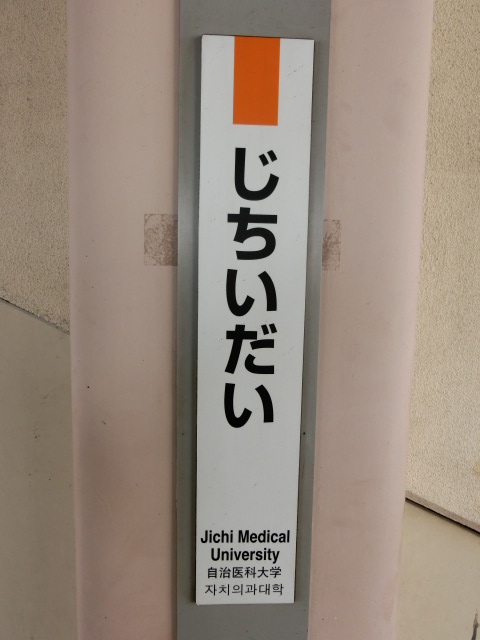 じちいだい
Jichi Medical
University
自治医科大学
자치의과대학